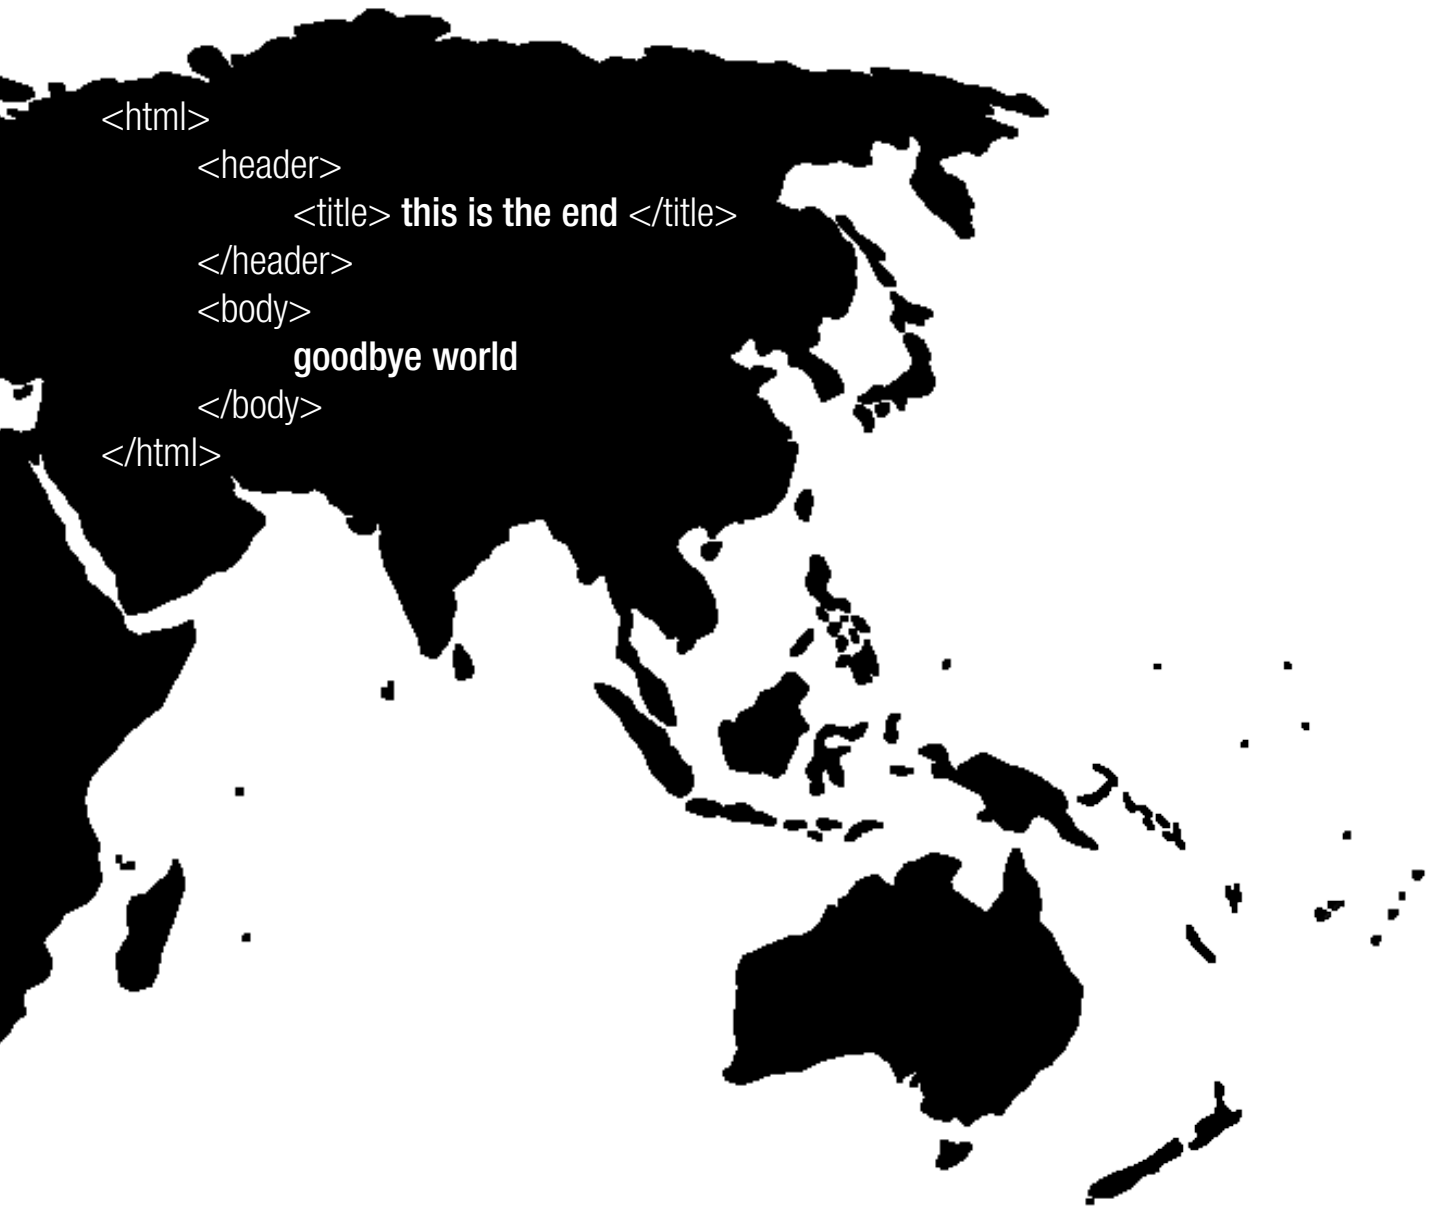 <html>
<header>
<title> this is the end </title>
</header>
<body>
goodbye world
</body>
</html>